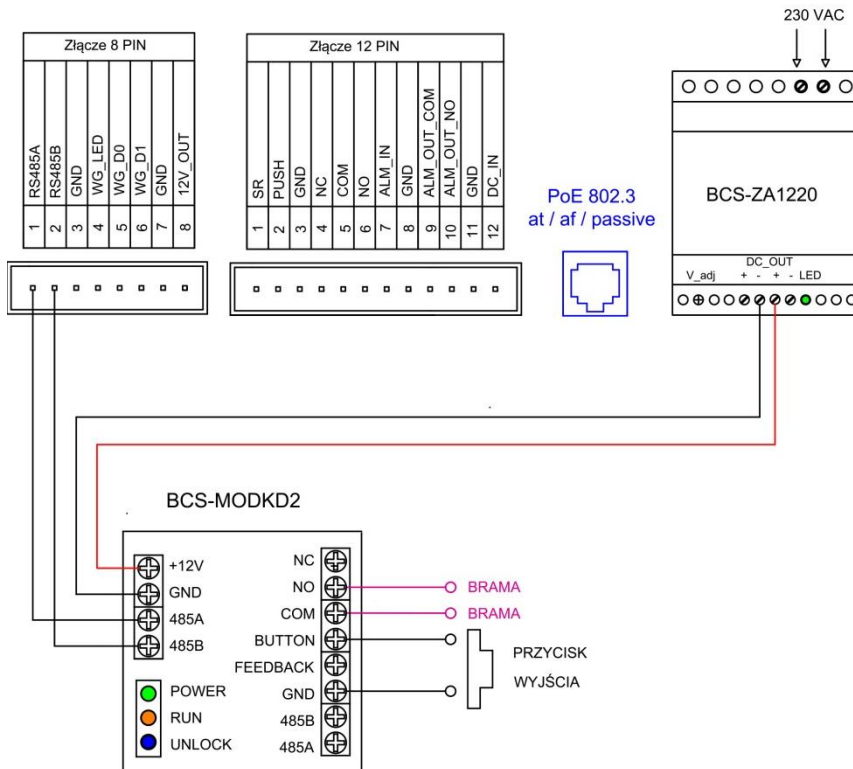 230 VAC
Złącze 8 PIN
RS485A
RS485B
GND
WG_LED
WG_D0
WG_D1
GND
12V_OUT
1 2 3 4 5 6 7 8
Złącze 12 PIN
SR
PUSH
GND
NC
COM
NO
ALM_IN
GND
ALM_OUT_COM
ALM_OUT_NO
GND
DC_IN
1 2 3 4 5 6 7 8 9 10 11 12
PoE 802.3
at / af / passive
BCS-ZA1220
DC_OUT
V_adj + - + - LED
BCS-MODKD2
+12V
GND
485A
485B
POWER
RUN
UNLOCK
NC
NO
COM
BUTTON
FEEDBACK
GND
485B
485A
BRAMA
BRAMA
PRZYCISK
WYJŚCIA